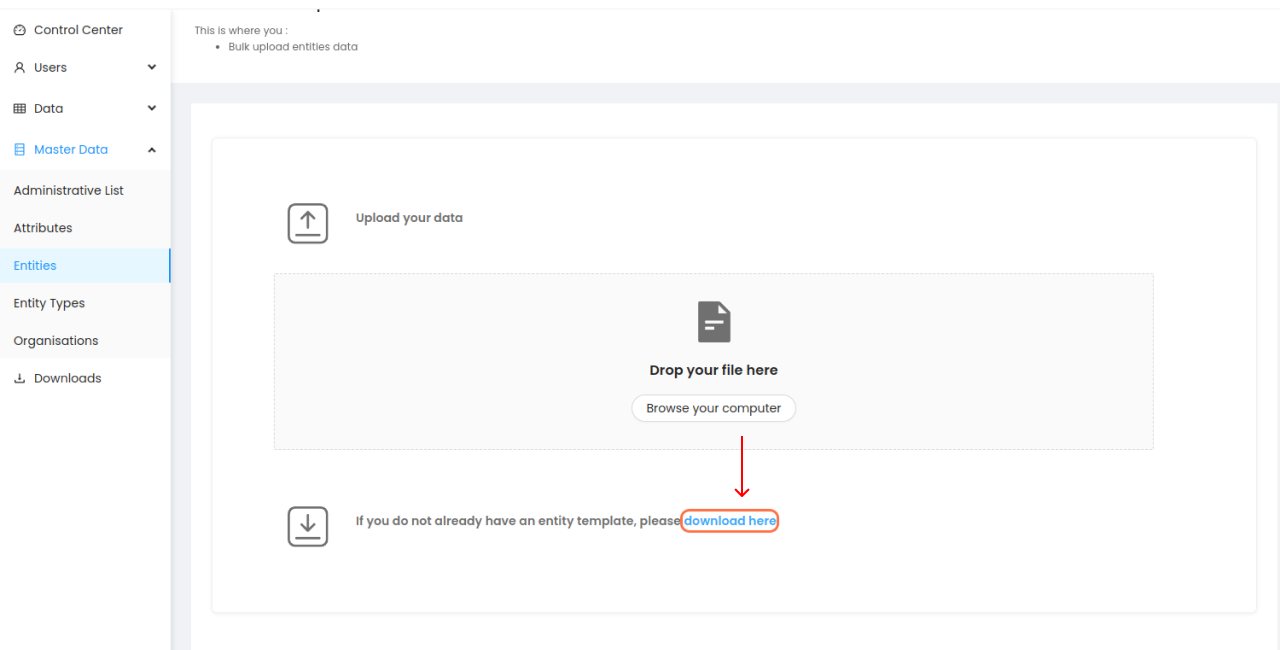 Control Center
Users
Data
Master Data
Administrative List
Attributes
Entities
Entity Types
Organisations
Downloads
This is where you :
• Bulk upload entities data
Upload your data
Drop your file here
Browse your computer
If you do not already have an entity template, please download here